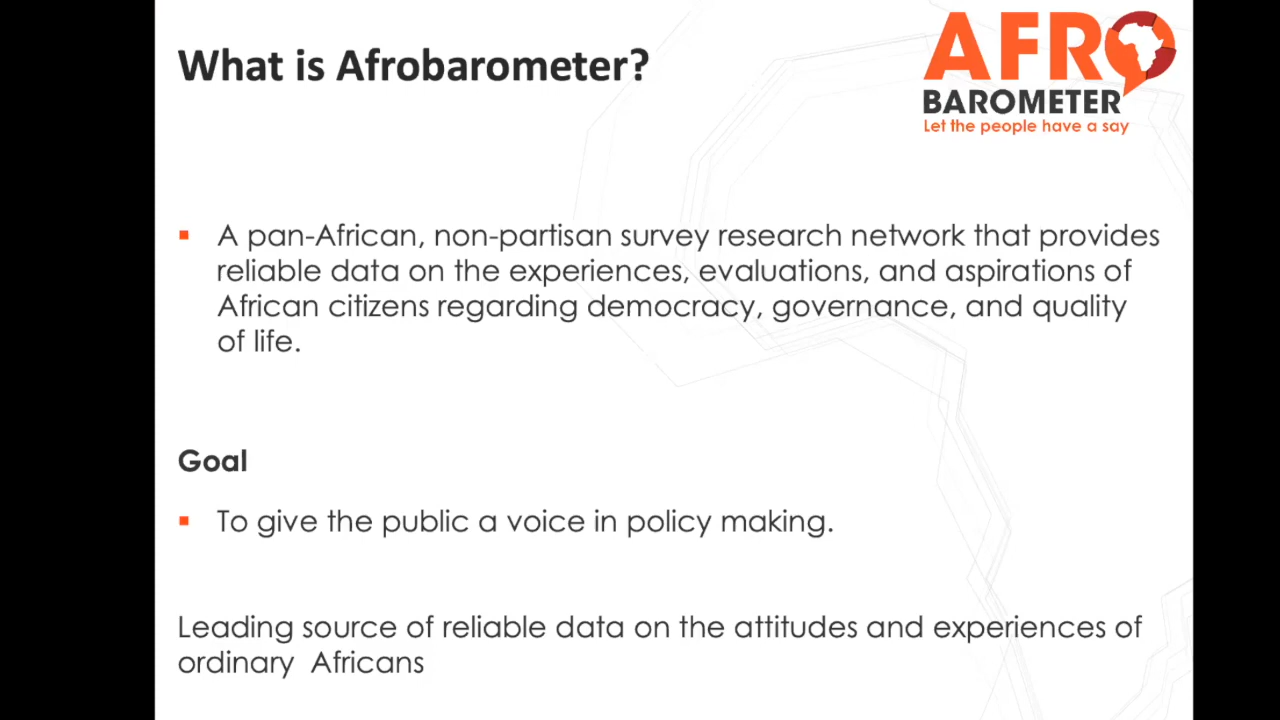 What is Afrobarometer?
AFRO
BAROMETER
Let the people have a say
▪ A pan-African, non-partisan survey research network that provides
reliable data on the experiences, evaluations, and aspirations of
African citizens regarding democracy, governance, and quality
of life.
Goal
▪ To give the public a voice in policy making.
Leading source of reliable data on the attitudes and experiences of
ordinary  Africans